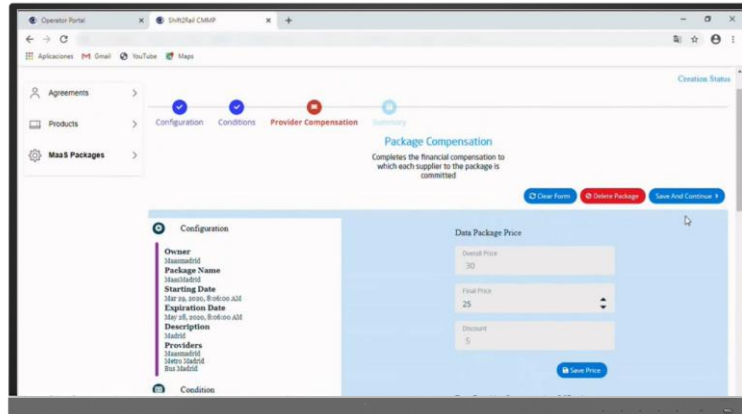 Operator Portal
Shift2Rail CMMP
Aplicaciones
Gmail
YouTube
Maps
Creation Status
Agreements
Products
MaaS Packages
Configuration
Conditions
Provider Compensation
Summary
Package Compensation
Completes the financial compensation to
which each supplier to the package is
committed
Clear Form
Delete Package
Save And Continue
Configuration
Owner
Maasmadrid
Package Name
MaasMadrid
Starting Date
Mar 29, 2020, 8:06:00 AM
Expiration Date
May 28, 2020, 8:06:00 AM
Description
Madrid
Providers
Maasmadrid
Metro Madrid
Bus Madrid
Condition
Data Package Price
Overall Price
30
Final Price
25
Discount
5
Save Price